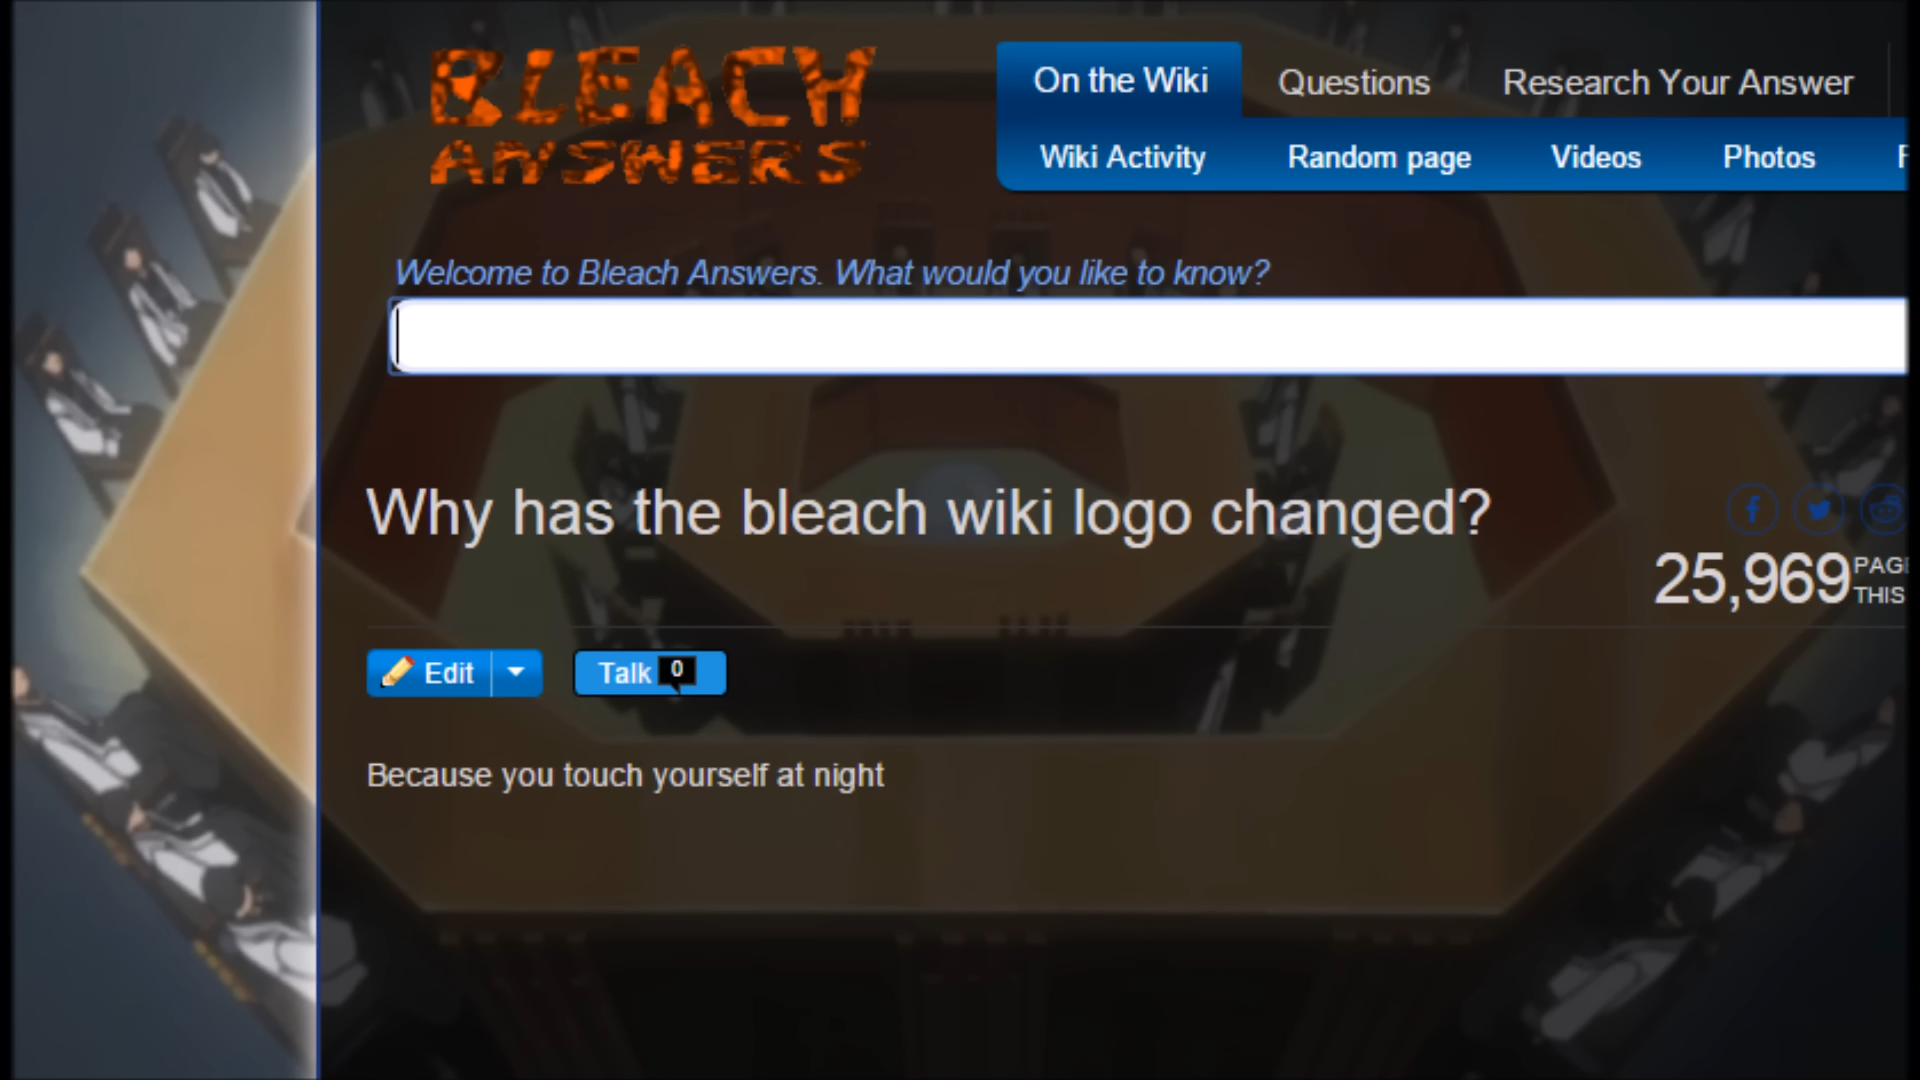 BLEACH
ANSWERS
On the Wiki Questions Research Your Answer
Wiki Activity Random page Videos Photos
Welcome to Bleach Answers. What would you like to know?
Why has the bleach wiki logo changed?
25,969
THIS
Edit Talk 0
Because you touch yourself at night